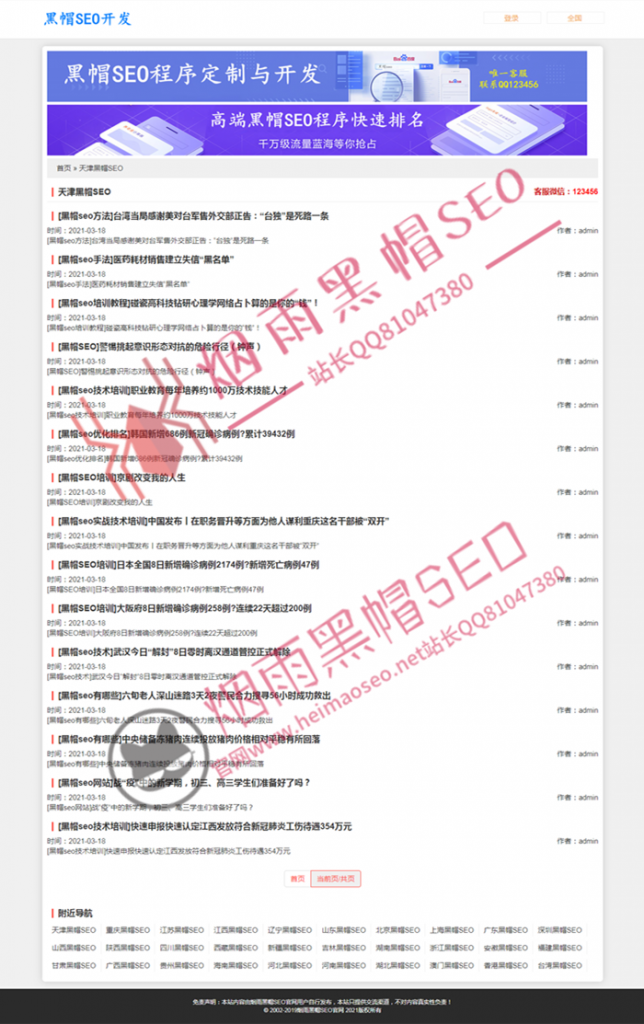 黑帽SEO开发
登录
全国
黑帽SEO程序定制与开发
唯一客服
联系QQ123456
高端黑帽SEO程序快速排名
千万级流量蓝海等你抢占
首页 » 天津黑帽SEO
天津黑帽SEO
客服微信：123456
[黑帽seo方法]台湾当局感谢美对台军售外交部正告：“台独”是死路一条
时间：2021-03-18
作者：admin
[黑帽seo方法]台湾当局感谢美对台军售外交部正告：“台独”是死路一条
[黑帽seo手法]医药耗材销售建立失信“黑名单”
时间：2021-03-18
作者：admin
[黑帽seo手法]医药耗材销售建立失信“黑名单”
[黑帽seo培训教程]碰瓷高科技钻研心理学网络占卜算的是你的“钱”！
时间：2021-03-18
作者：admin
[黑帽seo培训教程]碰瓷高科技钻研心理学网络占卜算的是你的“钱”！
[黑帽SEO]警惕挑起意识形态对抗的危险行径（钟声）
时间：2021-03-18
作者：admin
[黑帽SEO]警惕挑起意识形态对抗的危险行径（钟声）
[黑帽seo技术培训]职业教育每年培养约1000万技术技能人才
时间：2021-03-18
作者：admin
[黑帽seo技术培训]职业教育每年培养约1000万技术技能人才
[黑帽seo优化排名]韩国新增686例新冠确诊病例?累计39432例
时间：2021-03-18
作者：admin
[黑帽seo优化排名]韩国新增686例新冠确诊病例?累计39432例
[黑帽SEO培训]京剧改变我的人生
时间：2021-03-18
作者：admin
[黑帽SEO培训]京剧改变我的人生
[黑帽seo实战技术培训]中国发布丨在职务晋升等方面为他人谋利重庆这名干部被“双开”
时间：2021-03-18
作者：admin
[黑帽seo实战技术培训]中国发布丨在职务晋升等方面为他人谋利重庆这名干部被“双开”
[黑帽SEO培训]日本全国8日新增确诊病例2174例?新增死亡病例47例
时间：2021-03-18
作者：admin
[黑帽SEO培训]日本全国8日新增确诊病例2174例?新增死亡病例47例
[黑帽SEO培训]大阪府8日新增确诊病例258例?连续22天超过200例
时间：2021-03-18
作者：admin
[黑帽SEO培训]大阪府8日新增确诊病例258例?连续22天超过200例
[黑帽seo技术]武汉今日“解封”8日零时离汉通道管控正式解除
时间：2021-03-18
作者：admin
[黑帽seo技术]武汉今日“解封”8日零时离汉通道管控正式解除
[黑帽seo有哪些]六旬老人深山迷路3天2夜警民合力搜寻56小时成功救出
时间：2021-03-18
作者：admin
[黑帽seo有哪些]六旬老人深山迷路3天2夜警民合力搜寻56小时成功救出
[黑帽seo有哪些]中央储备冻猪肉连续投放猪肉价格相对平稳有所回落
时间：2021-03-18
作者：admin
[黑帽seo有哪些]中央储备冻猪肉连续投放猪肉价格相对平稳有所回落
[黑帽seo网站]战“疫”中的新学期，初三、高三学生们准备好了吗？
时间：2021-03-18
作者：admin
[黑帽seo网站]战“疫”中的新学期，初三、高三学生们准备好了吗？
[黑帽seo技术培训]快速申报快速认定江西发放符合新冠肺炎工伤待遇354万元
时间：2021-03-18
作者：admin
[黑帽seo技术培训]快速申报快速认定江西发放符合新冠肺炎工伤待遇354万元
烟雨黑帽SEO
站长QQ81047380
烟雨黑帽SEO
官网www.heimaoseo.net站长QQ81047380
首页 当前页/共页
附近导航
天津黑帽SEO 重庆黑帽SEO 江苏黑帽SEO 江西黑帽SEO 辽宁黑帽SEO 山东黑帽SEO 北京黑帽SEO 上海黑帽SEO 广东黑帽SEO 深圳黑帽SEO
山西黑帽SEO 陕西黑帽SEO 四川黑帽SEO 西藏黑帽SEO 新疆黑帽SEO 吉林黑帽SEO 湖南黑帽SEO 浙江黑帽SEO 安徽黑帽SEO 福建黑帽SEO
甘肃黑帽SEO 广西黑帽SEO 贵州黑帽SEO 海南黑帽SEO 河北黑帽SEO 河南黑帽SEO 湖北黑帽SEO 澳门黑帽SEO 香港黑帽SEO 台湾黑帽SEO
免责声明：本站内容由烟雨黑帽SEO官网用户自行发布，本站只提供交流渠道，不对内容真实性负责！
© 2002-2019烟雨黑帽SEO官网 2021版权所有